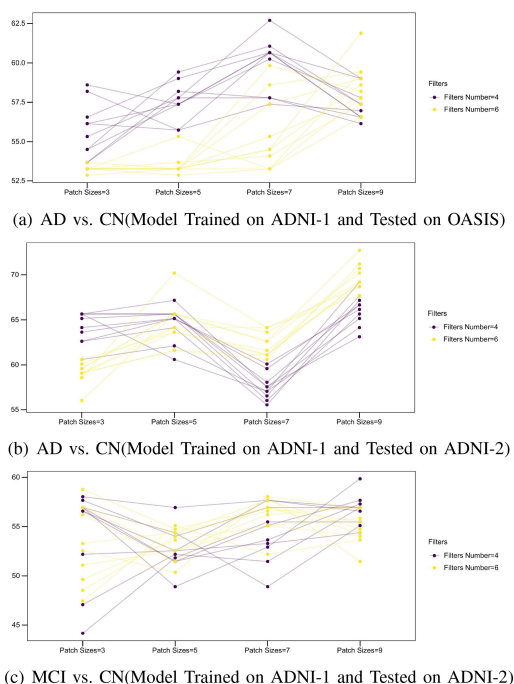 62.5
60.0
57.5
55.0
52.5
Patch Sizes=3 Patch Sizes=5 Patch Sizes=7 Patch Sizes=9
Filters
Filters Number=4
Filters Number=6
(a) AD vs. CN(Model Trained on ADNI-1 and Tested on OASIS)
70
65
60
55
Patch Sizes=3 Patch Sizes=5 Patch Sizes=7 Patch Sizes=9
Filters
Filters Number=4
Filters Number=6
(b) AD vs. CN(Model Trained on ADNI-1 and Tested on ADNI-2)
60
55
50
45
Patch Sizes=3 Patch Sizes=5 Patch Sizes=7 Patch Sizes=9
Filters
Filters Number=4
Filters Number=6
(c) MCI vs. CN(Model Trained on ADNI-1 and Tested on ADNI-2)